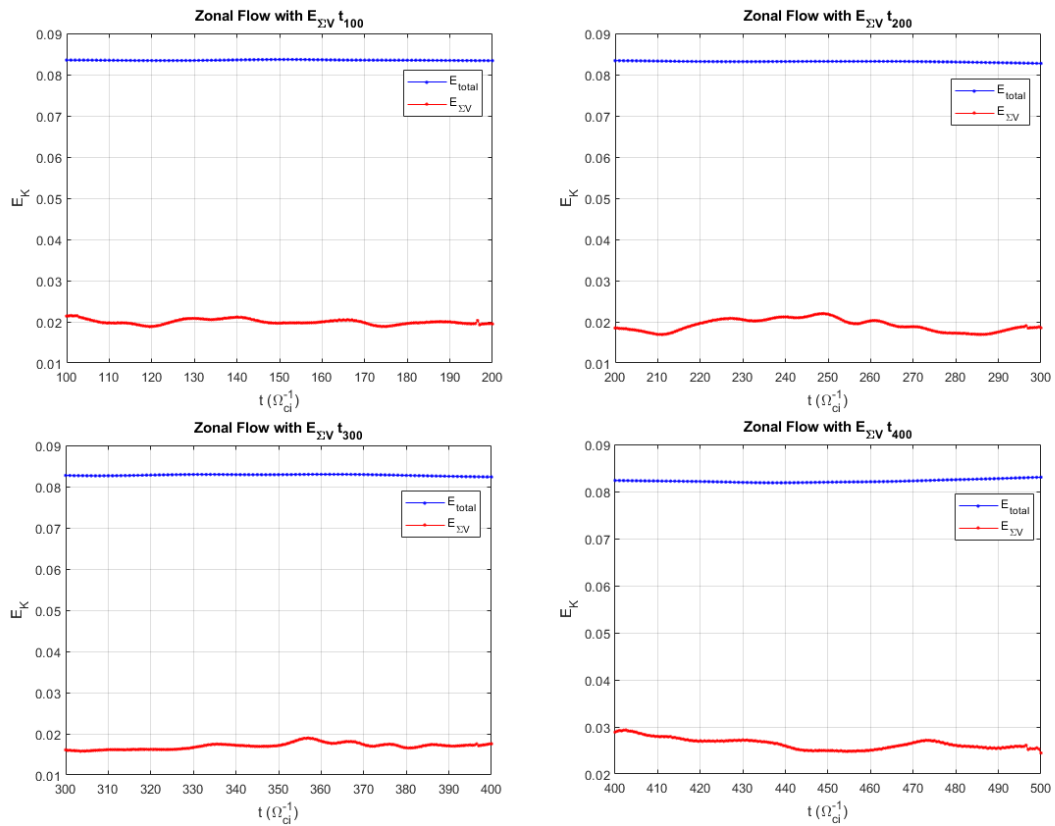 Zonal Flow with E_ΣV t_100
0.09
0.08
0.07
0.06
0.05
0.04
0.03
0.02
0.01
E_K
E_total
E_ΣV
100 110 120 130 140 150 160 170 180 190 200
t (Ω_ci^-1)
Zonal Flow with E_ΣV t_200
0.09
0.08
0.07
0.06
0.05
0.04
0.03
0.02
0.01
E_K
E_total
E_ΣV
200 210 220 230 240 250 260 270 280 290 300
t (Ω_ci^-1)
Zonal Flow with E_ΣV t_300
0.09
0.08
0.07
0.06
0.05
0.04
0.03
0.02
0.01
E_K
E_total
E_ΣV
300 310 320 330 340 350 360 370 380 390 400
t (Ω_ci^-1)
Zonal Flow with E_ΣV t_400
0.09
0.08
0.07
0.06
0.05
0.04
0.03
0.02
E_K
E_total
E_ΣV
400 410 420 430 440 450 460 470 480 490 500
t (Ω_ci^-1)